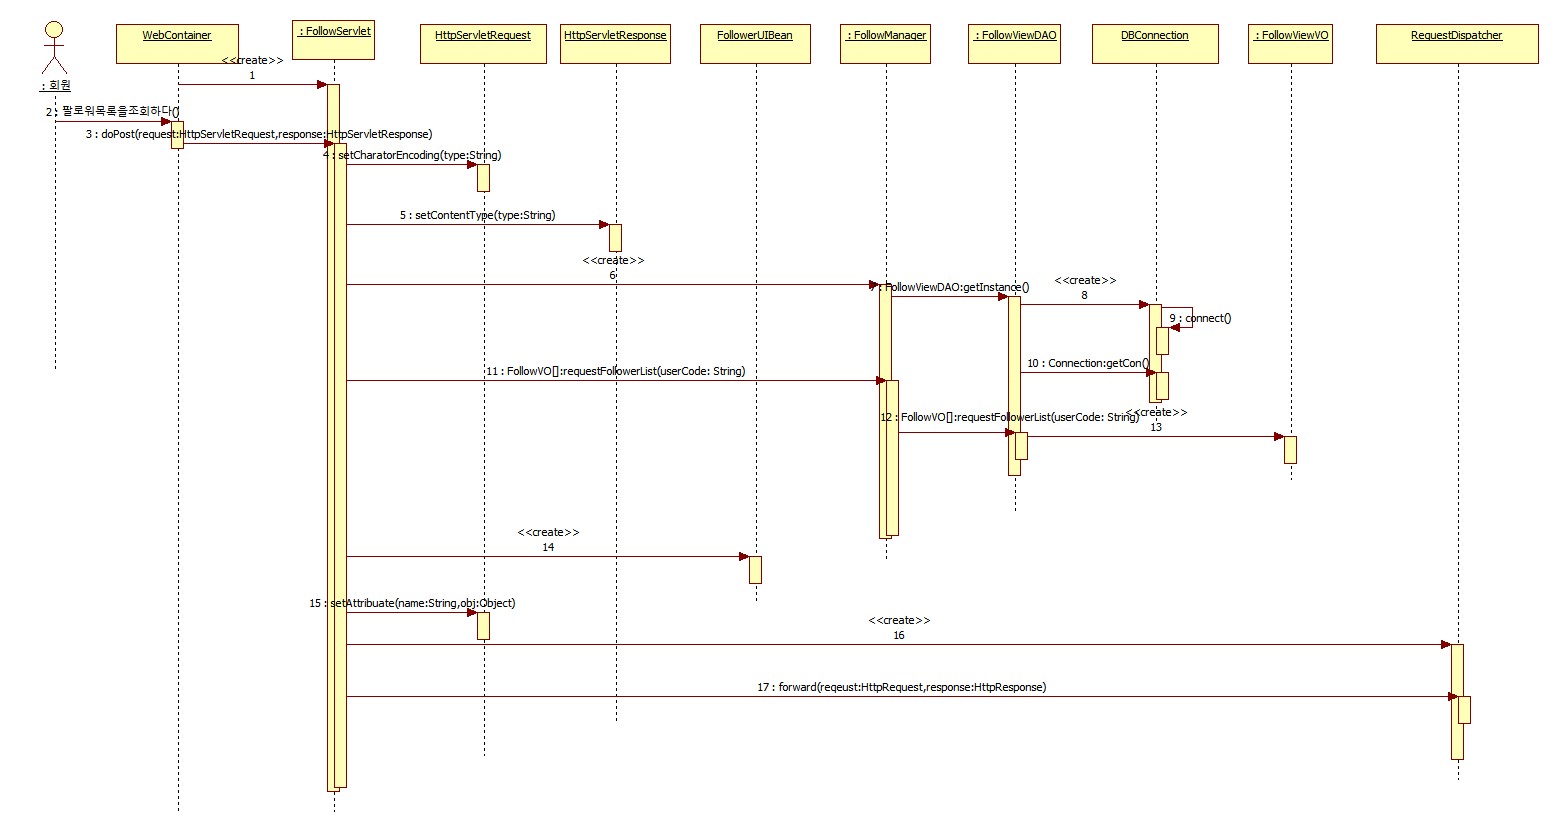 WebContainer
: FollowServlet
HttpServletRequest
HttpServletResponse
FollowerUIBean
: FollowManager
: FollowViewDAO
DBConnection
: FollowViewVO
RequestDispatcher
: 회원
<<create>>
1
2 : 팔로워목록을조회하다()
3 : doPost(request:HttpServletRequest,response:HttpServletResponse)
4 : setCharatorEncoding(type:String)
5 : setContentType(type:String)
<<create>>
6
7 : FollowViewDAO:getInstance()
<<create>>
8
9 : connect()
10 : Connection:getCon()
11 : FollowVO[]:requestFollowerList(userCode: String)
12 : FollowVO[]:requestFollowerList(userCode: String)
<<create>>
13
<<create>>
14
15 : setAttribuate(name:String,obj:Object)
<<create>>
16
17 : forward(reqeust:HttpRequest,response:HttpResponse)